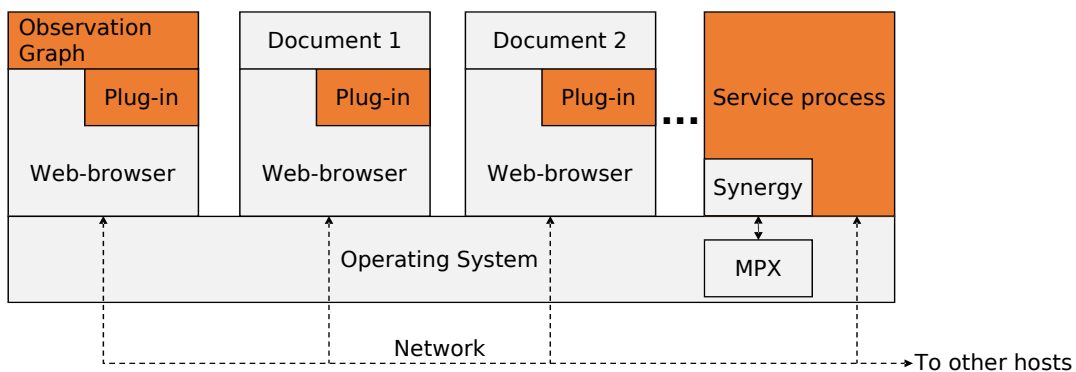 Observation
Graph
Plug-in
Web-browser
Document 1
Plug-in
Web-browser
Document 2
Plug-in
Web-browser
...
Service process
Synergy
Operating System
MPX
Network
To other hosts